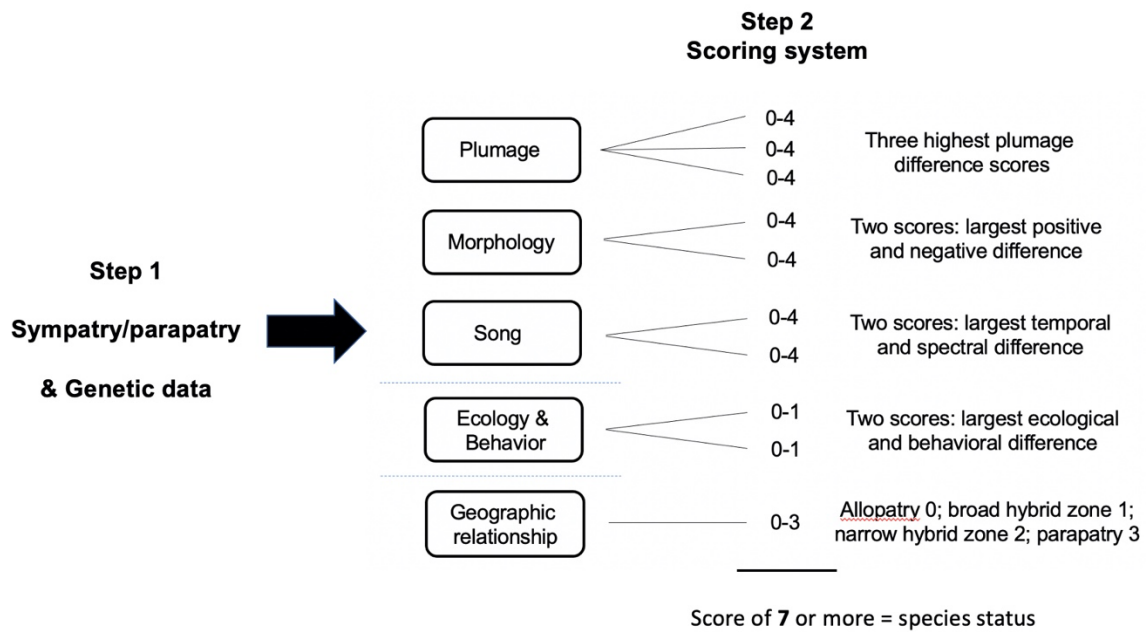 Step 2
Scoring system
Plumage
0-4
0-4
0-4
Three highest plumage
difference scores
Morphology
0-4
0-4
Two scores: largest positive
and negative difference
Step 1
Sympatry/parapatry
& Genetic data
Song
0-4
0-4
Two scores: largest temporal
and spectral difference
Ecology &
Behavior
0-1
0-1
Two scores: largest ecological
and behavioral difference
Geographic
relationship
0-3
Allopatry 0; broad hybrid zone 1;
narrow hybrid zone 2; parapatry 3
Score of 7 or more = species status